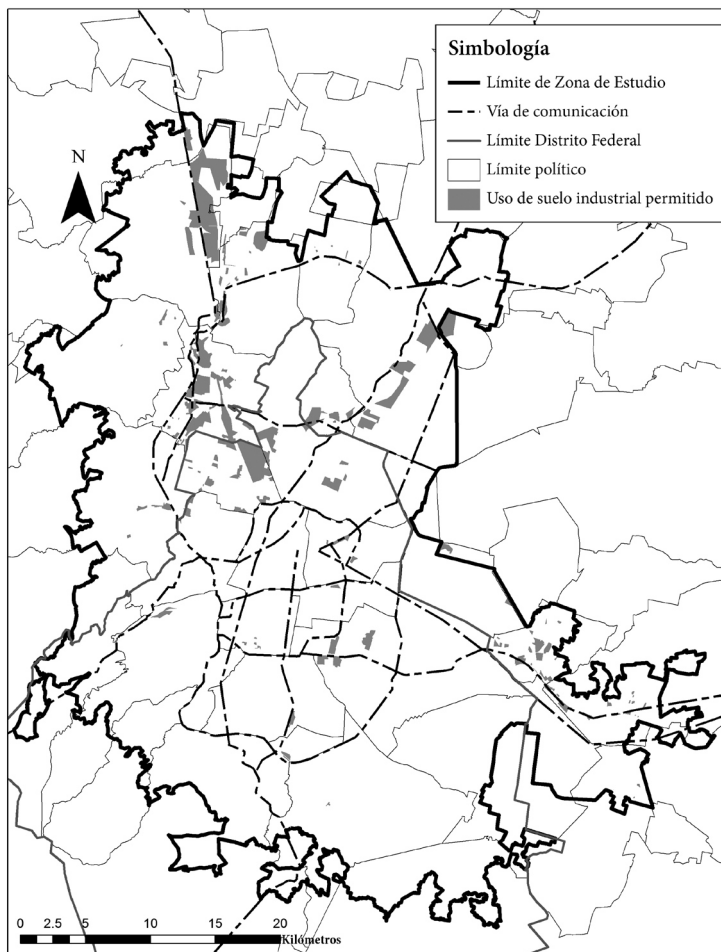 Simbología
Límite de Zona de Estudio
Vía de comunicación
Límite Distrito Federal
Límite político
Uso de suelo industrial permitido
N
0 2.5 5 10 15 20
Kilómetros